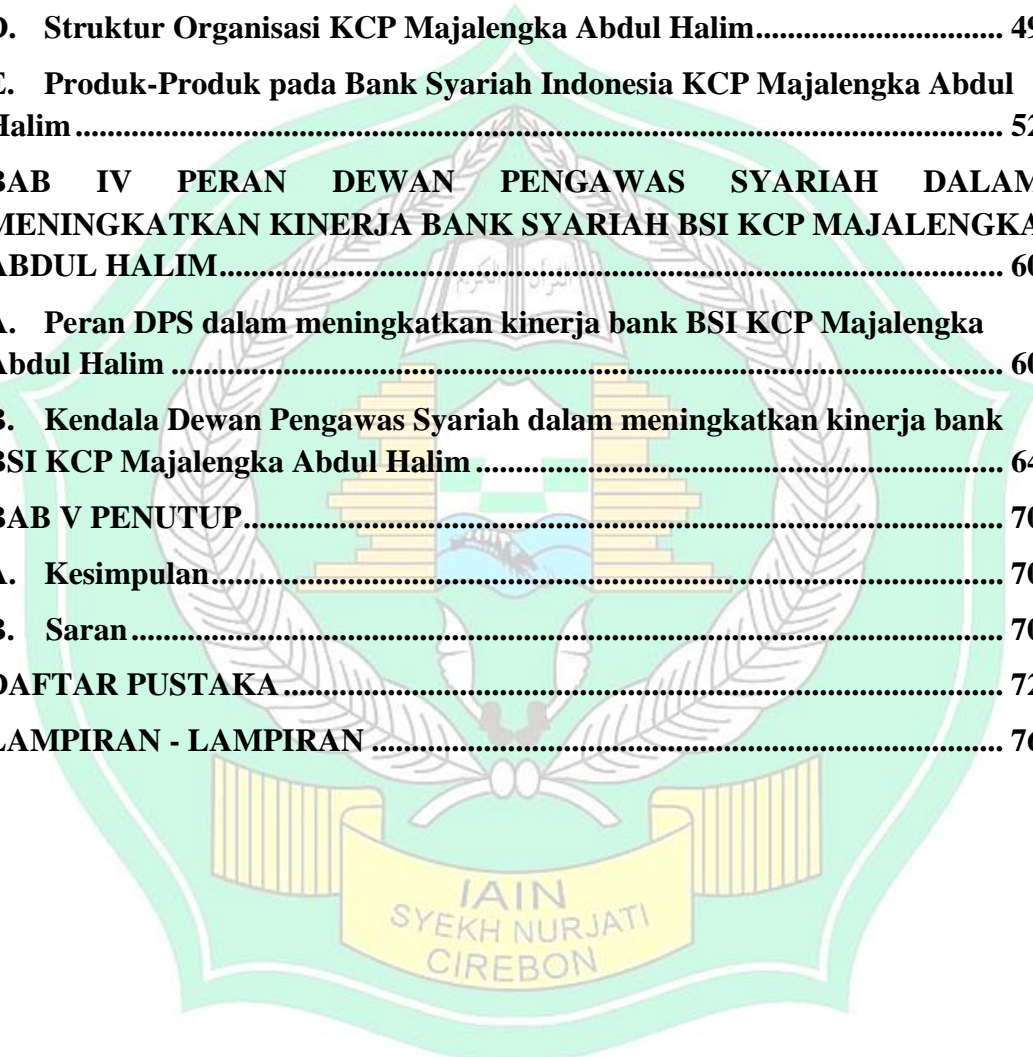 D. Struktur Organisasi KCP Majalengka Abdul Halim................................ 49
E. Produk-Produk pada Bank Syariah Indonesia KCP Majalengka Abdul
Halim........................................................................................................................ 52
BAB IV PERAN DEWAN PENGAWAS SYARIAH DALAM
MENINGKATKAN KINERJA BANK SYARIAH BSI KCP MAJALENGKA
ABDUL HALIM..................................................................................................... 60
A. Peran DPS dalam meningkatkan kinerja bank BSI KCP Majalengka
Abdul Halim........................................................................................................... 60
B. Kendala Dewan Pengawas Syariah dalam meningkatkan kinerja bank
BSI KCP Majalengka Abdul Halim.................................................................... 64
BAB V PENUTUP.................................................................................................. 70
A. Kesimpulan...................................................................................................... 70
B. Saran................................................................................................................ 70
DAFTAR PUSTAKA............................................................................................. 72
LAMPIRAN - LAMPIRAN................................................................................. 76
IAIN
SYEKH NURJATI
CIREBON